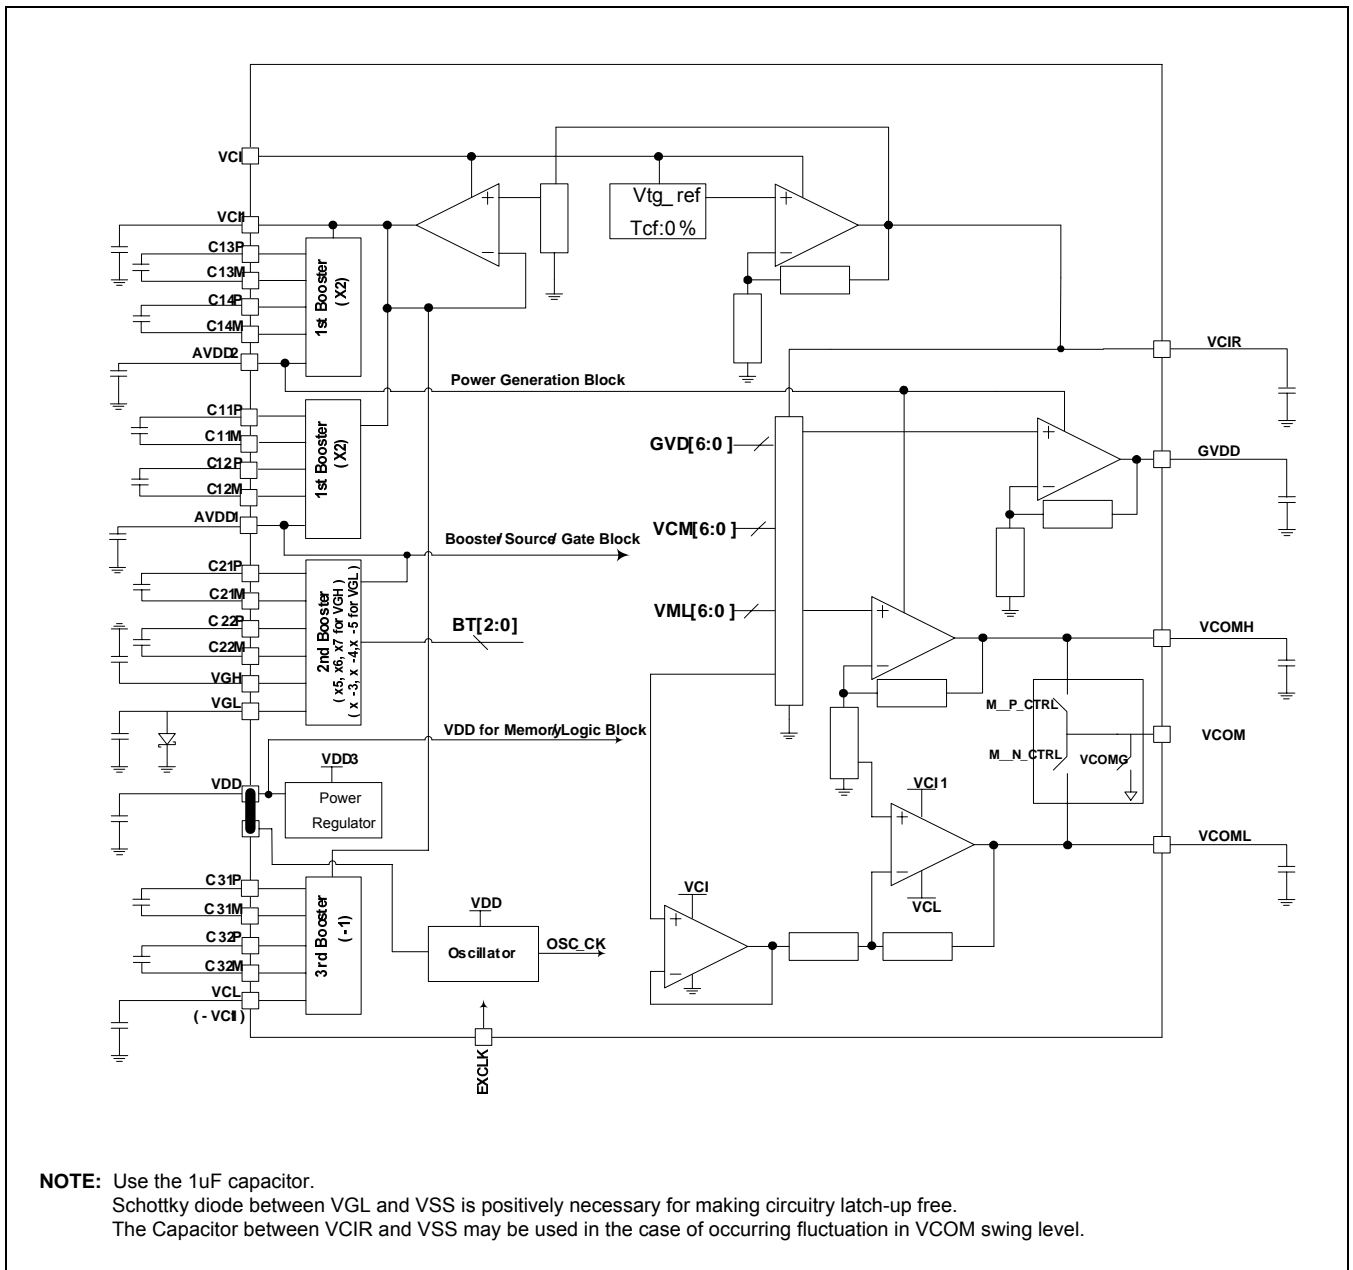 VCI
Vtg_ref
Tcf:0 %
VCI1
C13P
C13M
C14P
C14M
AVDD2
1st Booster
( X2)
VCIR
Power Generation Block
C11P
C11M
C12P
C12M
AVDD1
1st Booster
( X2)
GVD[6:0 ]
GVDD
VCM[6:0 ]
Booster/ Source/ Gate Block
C21P
C21M
C22P
C22M
VGH
VGL
2nd Booster
( x5, x6, x7 for VGH )
( x -3, x -4,x -5 for VGL )
BT[2:0]
VML[6:0 ]
VCOMH
VDD for Memory/Logic Block
M__P_CTRL
M__N_CTRL
VCOMG
VCOM
VDD
VDD3
Power
Regulator
VCI1
VCL
VCOML
C31P
C31M
C32P
C32M
VCL
( - VCI1 )
3rd Booster
( -1 )
VDD
Oscillator
OSC_CK
VCI
EXCLK
NOTE: Use the 1uF capacitor.
Schottky diode between VGL and VSS is positively necessary for making circuitry latch-up free.
The Capacitor between VCIR and VSS may be used in the case of occurring fluctuation in VCOM swing level.